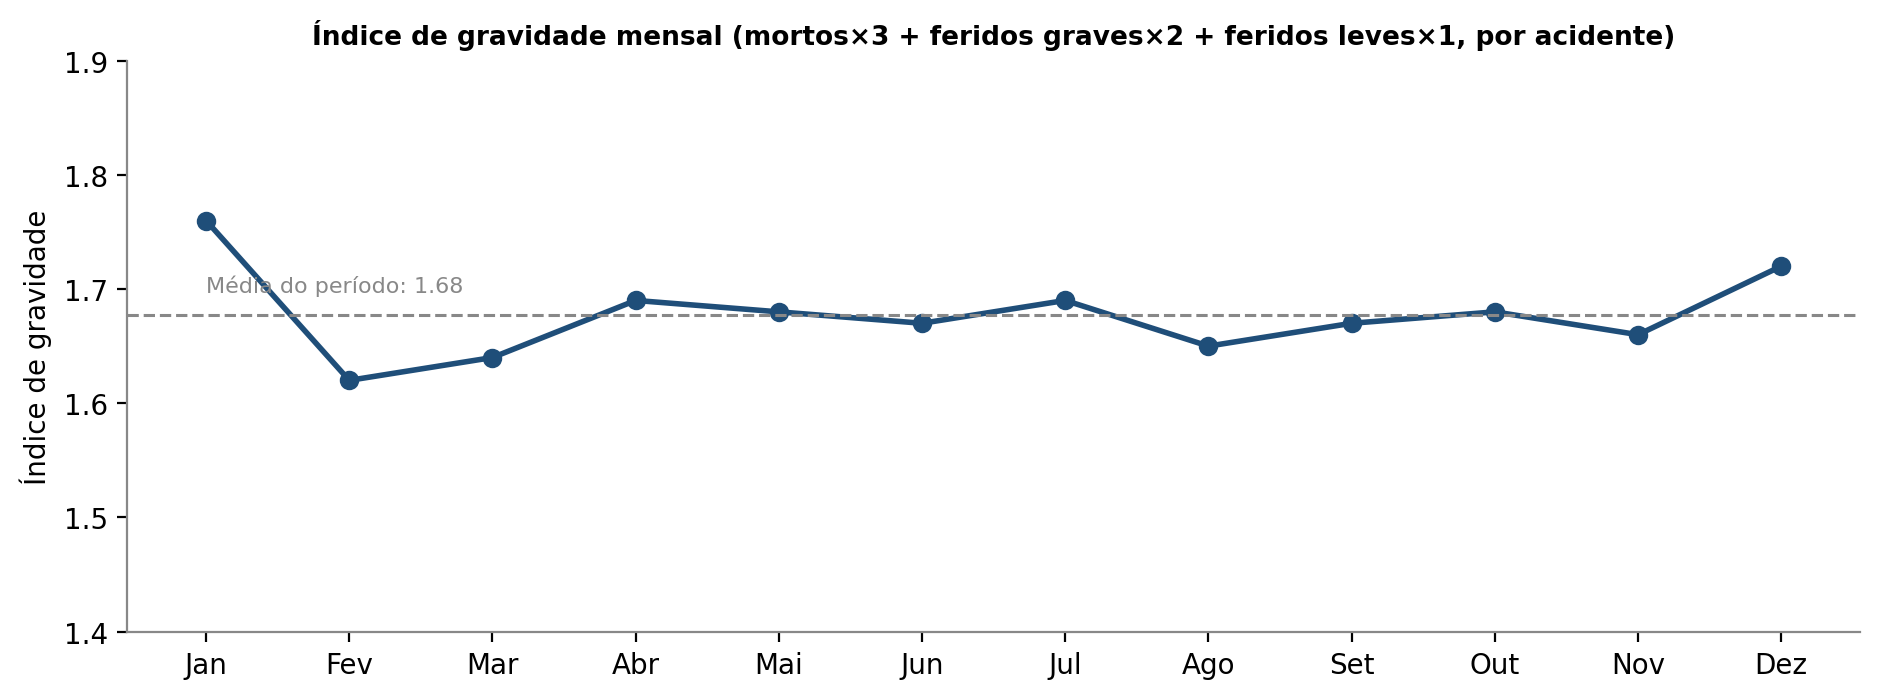 Índice de gravidade mensal (mortos×3 + feridos graves×2 + feridos leves×1, por acidente)
Índice de gravidade
1.9
1.8
1.7
1.6
1.5
1.4
Média do período: 1.68
Jan Fev Mar Abr Mai Jun Jul Ago Set Out Nov Dez